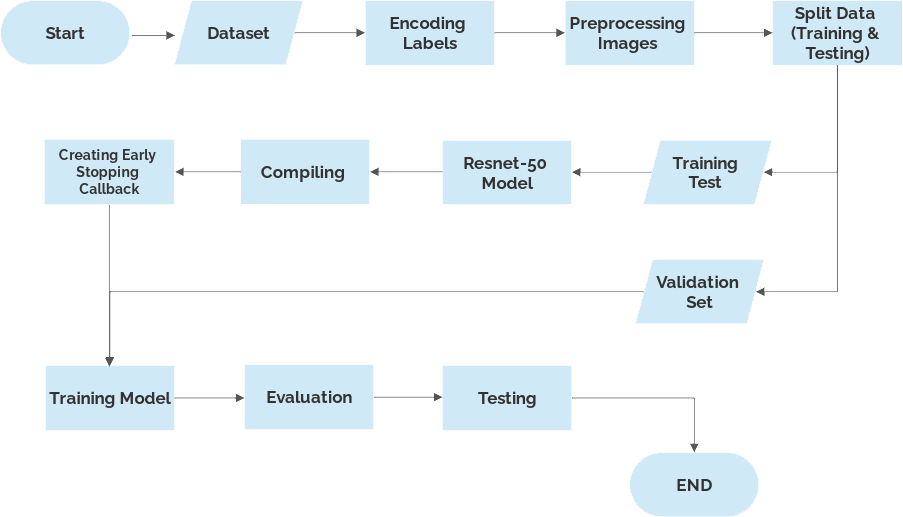 Start
Dataset
Encoding
Labels
Preprocessing
Images
Split Data
(Training &
Testing)
Creating Early
Stopping
Callback
Compiling
Resnet-50
Model
Training
Test
Validation
Set
Training Model
Evaluation
Testing
END